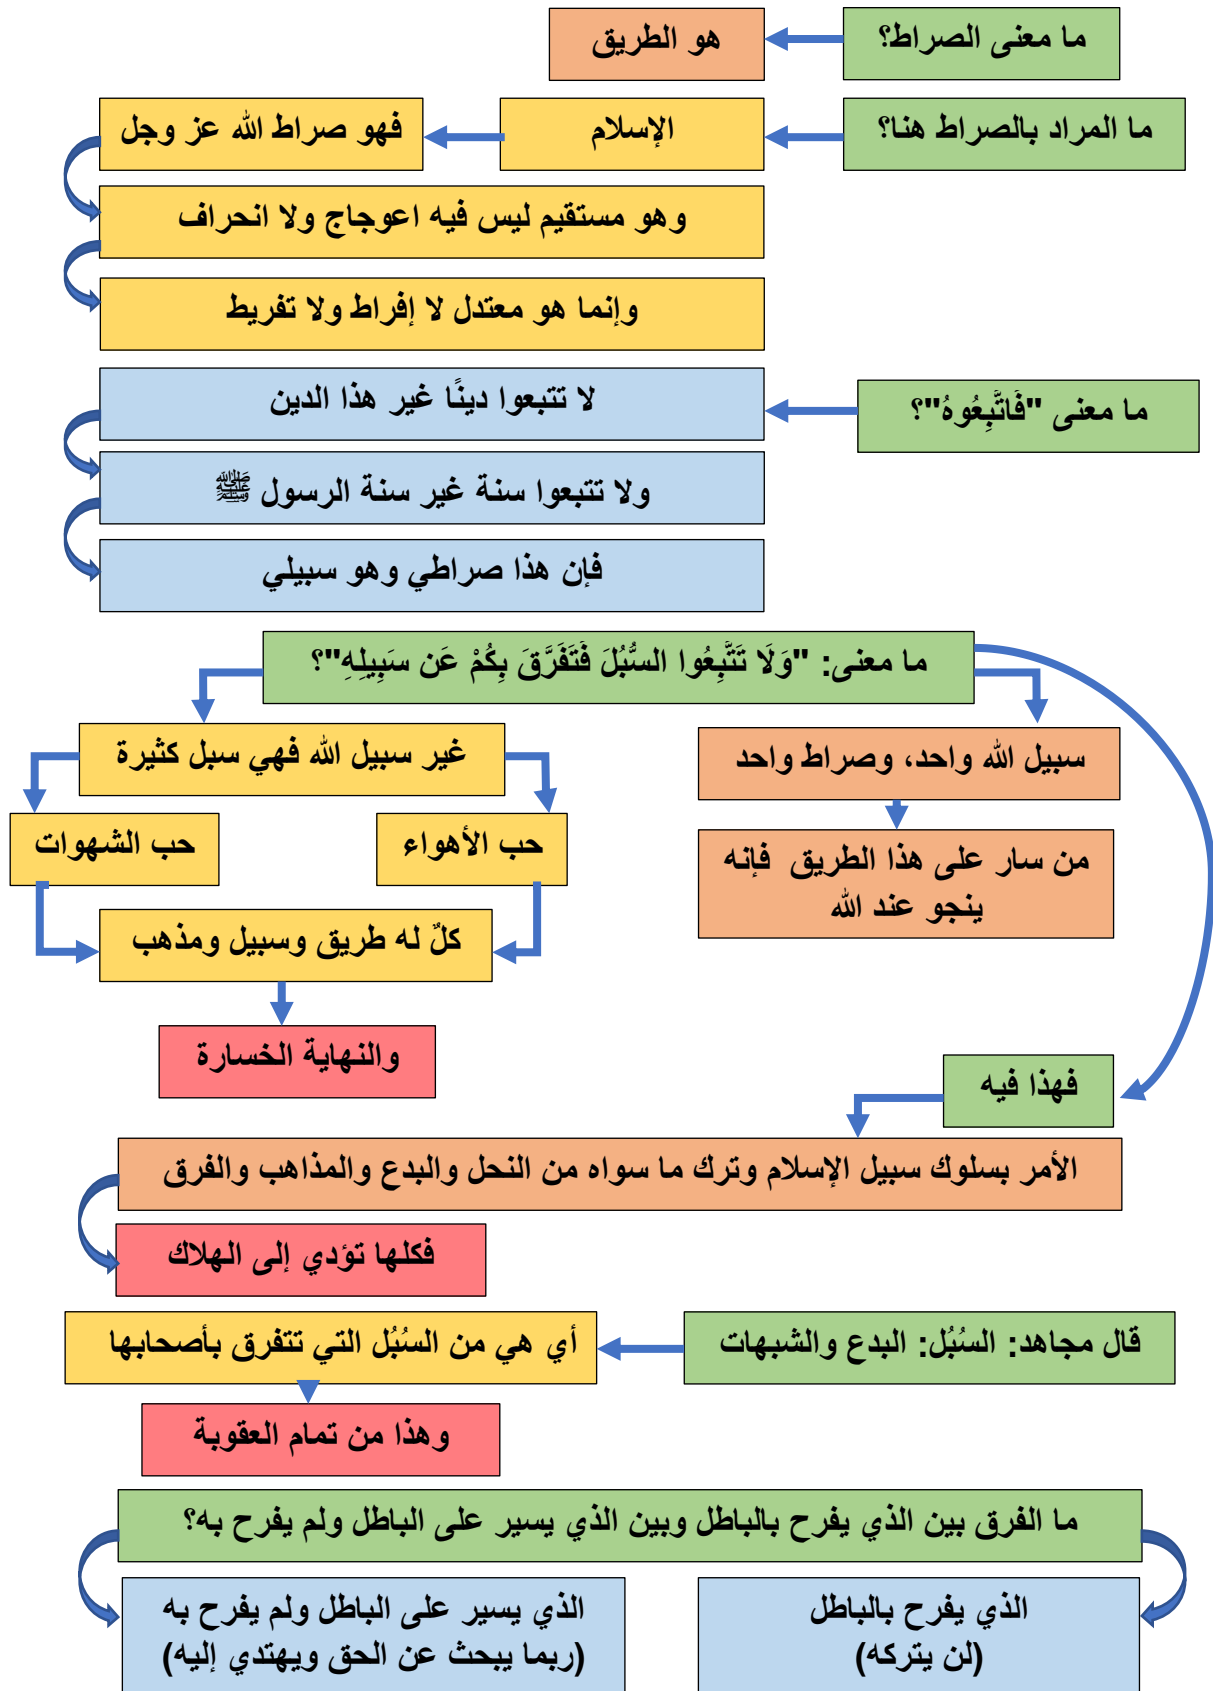 ما معنى الصراط؟
هو الطريق
ما المراد بالصراط هنا؟
الإسلام
فهو صراط الله عز وجل
وهو مستقيم ليس فيه اعوجاج ولا انحراف
وإنما هو معتدل لا إفراط ولا تفريط
ما معنى "فَاتَّبِعُوهُ"؟
لا تتبعوا دينًا غير هذا الدين
ولا تتبعوا سنة غير سنة الرسول ﷺ
فإن هذا صراطي وهو سبيلي
ما معنى: "وَلَا تَتَّبِعُوا السُّبُلَ فَتَفَرَّقَ بِكُمْ عَن سَبِيلِهِ"؟
سبيل الله واحد، وصراط واحد
من سار على هذا الطريق فإنه
ينجو عند الله
غير سبيل الله فهي سبل كثيرة
حب الأهواء
حب الشهوات
كلٌ له طريق وسبيل ومذهب
والنهاية الخسارة
فهذا فيه
الأمر بسلوك سبيل الإسلام وترك ما سواه من النحل والبدع والمذاهب والفرق
فكلها تؤدي إلى الهلاك
قال مجاهد: السُبُل: البدع والشبهات
أي هي من السُبُل التي تتفرق بأصحابها
وهذا من تمام العقوبة
ما الفرق بين الذي يفرح بالباطل وبين الذي يسير على الباطل ولم يفرح به؟
الذي يفرح بالباطل
(لن يتركه)
الذي يسير على الباطل ولم يفرح به
(ربما يبحث عن الحق ويهتدي إليه)